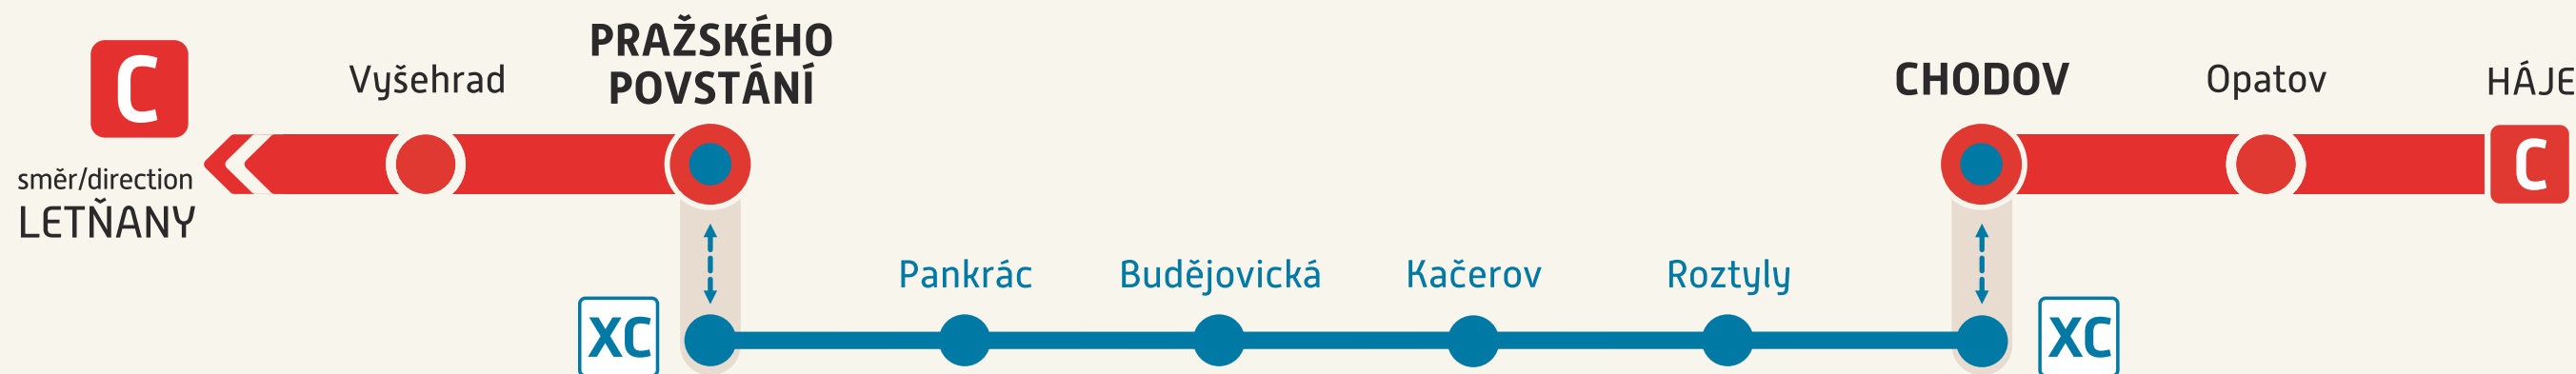 C
směr/direction
LETŇANY
Vyšehrad
PRAŽSKÉHO
POVSTÁNÍ
CHODOV
Opatov
HÁJE
C
XC
Pankrác
Budějovická
Kačerov
Roztyly
XC